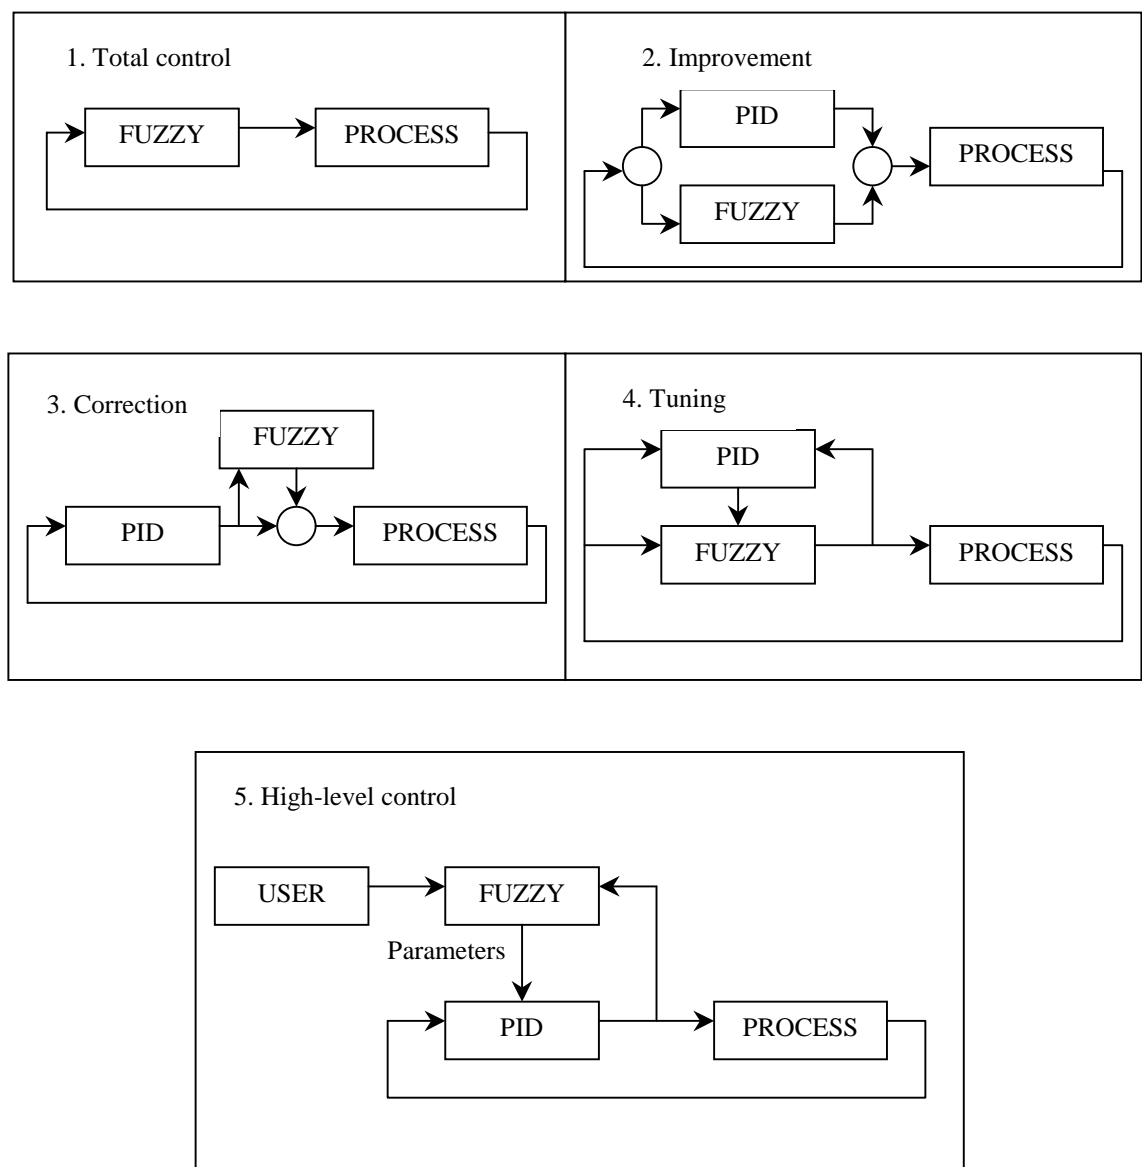 1. Total control
FUZZY
PROCESS
2. Improvement
PID
FUZZY
PROCESS
3. Correction
FUZZY
PID
PROCESS
4. Tuning
PID
FUZZY
PROCESS
5. High-level control
USER
FUZZY
Parameters
PID
PROCESS